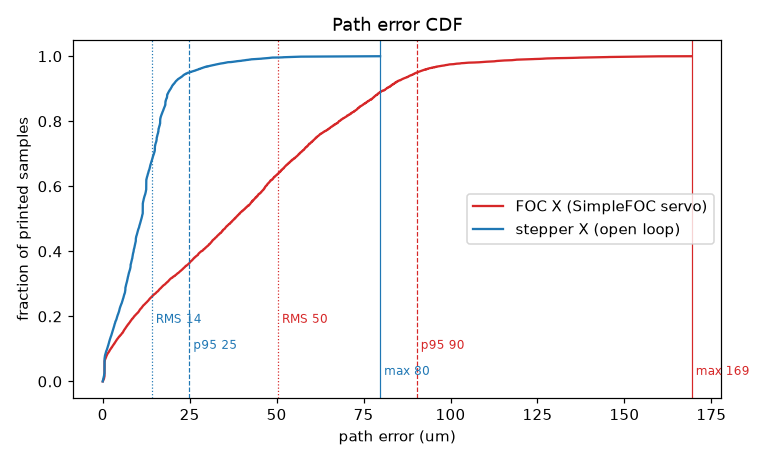 Path error CDF
fraction of printed samples
1.0
0.8
0.6
0.4
0.2
0.0
FOC X (SimpleFOC servo)
stepper X (open loop)
RMS 14
RMS 50
p95 25
p95 90
max 80
max 169
0 25 50 75 100 125 150 175
path error (um)